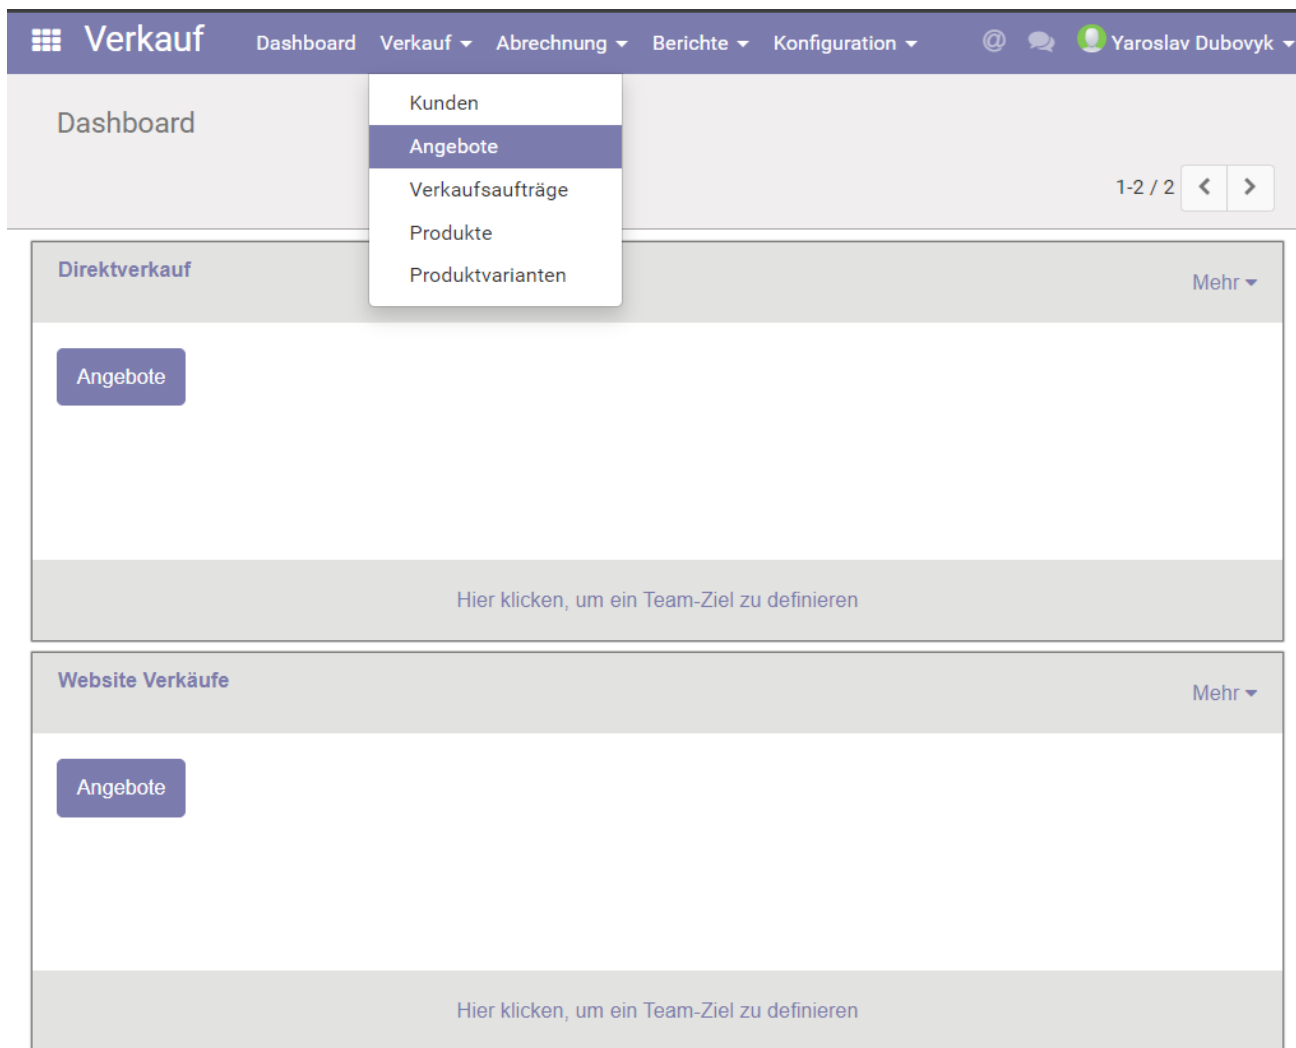 Verkauf Dashboard Verkauf Abrechnung Berichte Konfiguration @ Yaroslav Dubovyk
Dashboard
Kunden
Angebote
Verkaufsaufträge
Produkte
Produktvarianten
1-2 / 2
Direktverkauf
Mehr
Angebote
Hier klicken, um ein Team-Ziel zu definieren
Website Verkäufe
Mehr
Angebote
Hier klicken, um ein Team-Ziel zu definieren